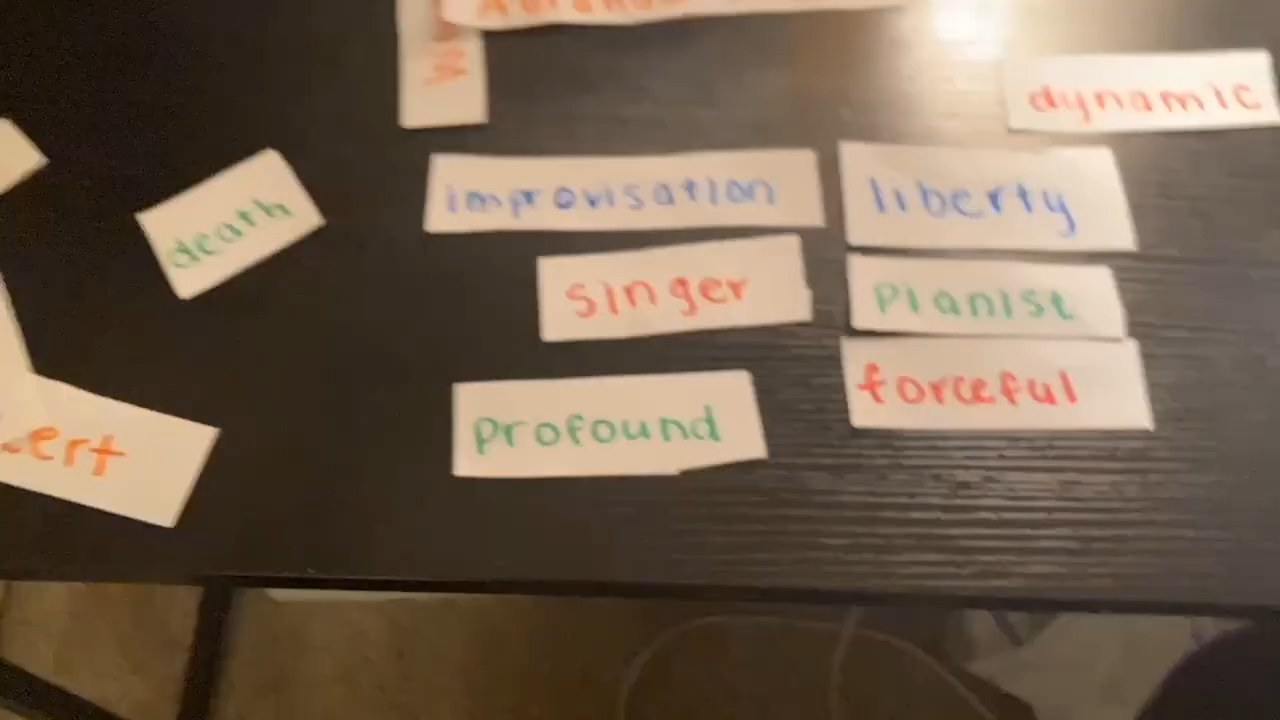 dynamic
improvisation
liberty
death
singer
pianist
forceful
profound